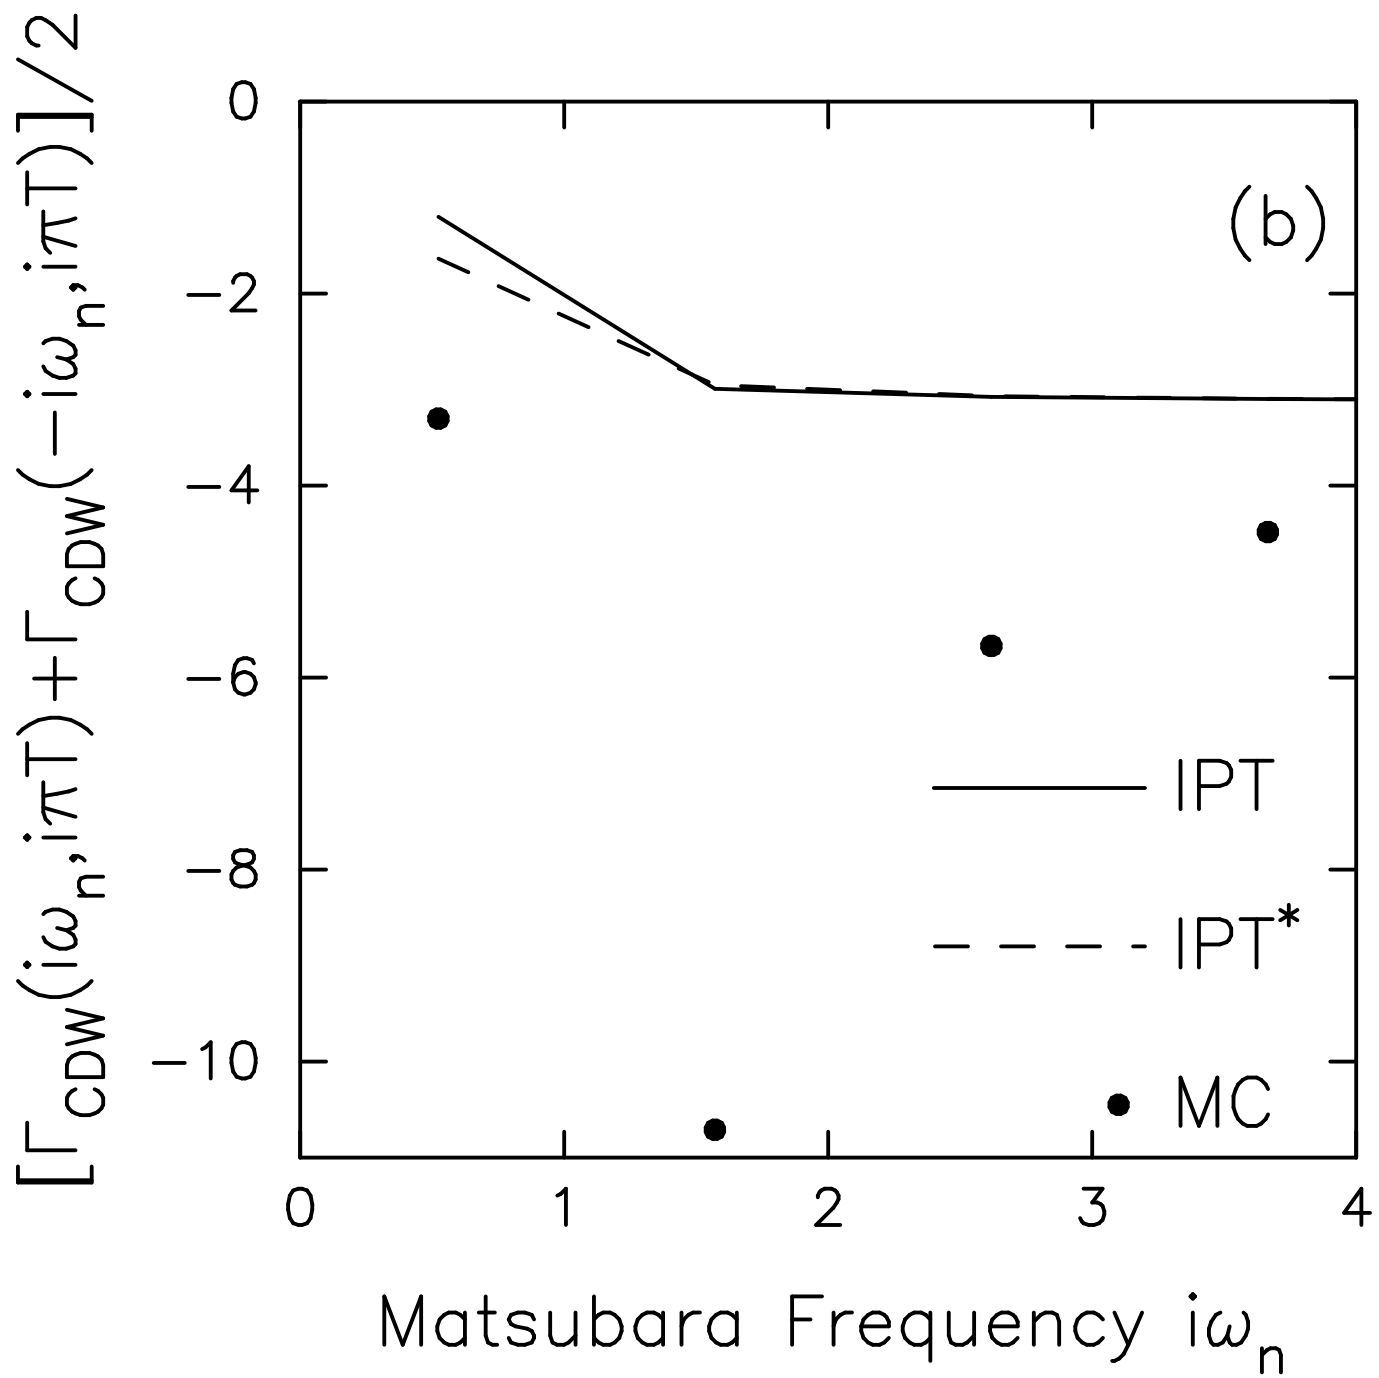 [Γ_CDW(iω_n,iπT)+Γ_CDW(−iω_n,iπT)]/2
0
−2
−4
−6
−8
−10
(b)
IPT
IPT*
MC
0 1 2 3 4
Matsubara Frequency iω_n